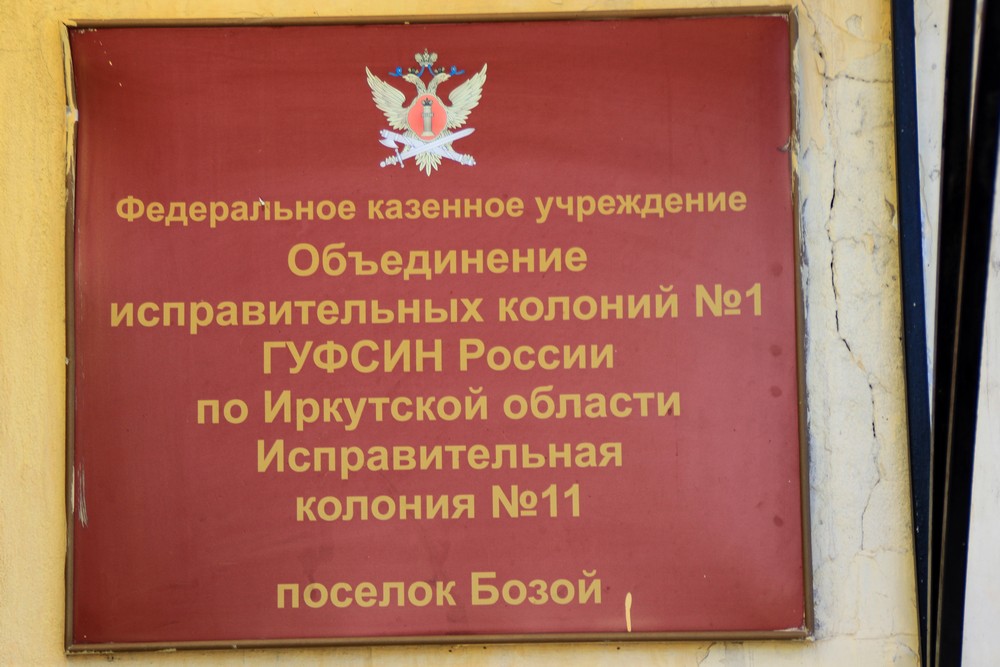 Федеральное казенное учреждение
Объединение
исправительных колоний №1
ГУФСИН России
по Иркутской области
Исправительная
колония №11
поселок Бозой